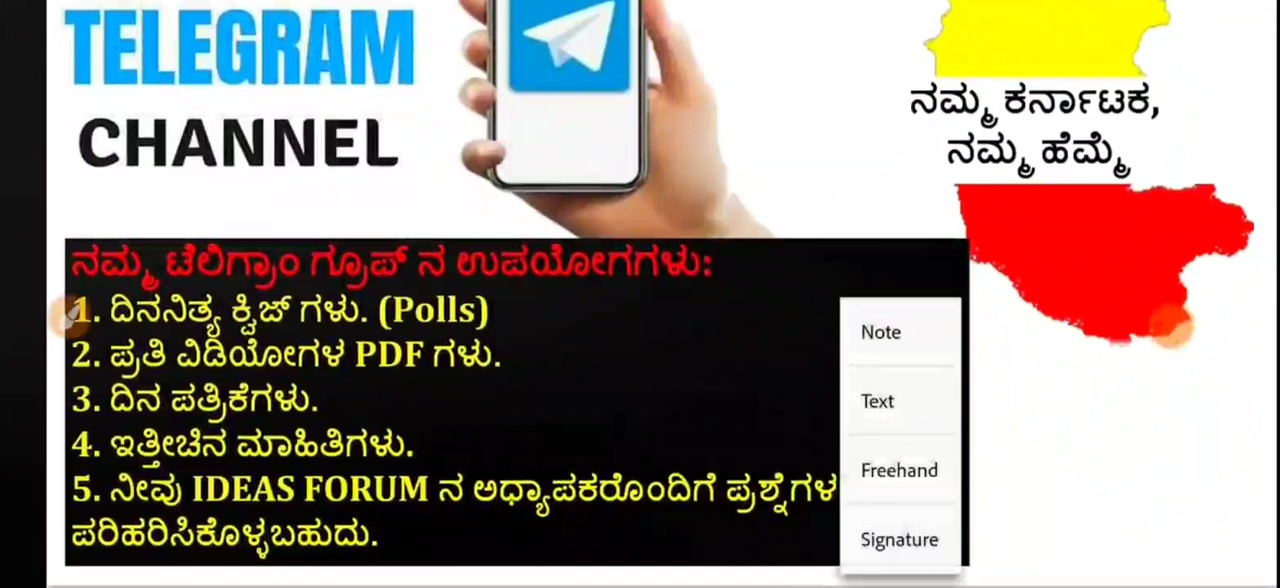 TELEGRAM
CHANNEL
ನಮ್ಮ ಕರ್ನಾಟಕ,
ನಮ್ಮ ಹೆಮ್ಮೆ
ನಮ್ಮ ಟೆಲಿಗ್ರಾಂ ಗ್ರೂಪ್ ನ ಉಪಯೋಗಗಳು:
1. ದಿನನಿತ್ಯ ಕ್ವಿಜ್ ಗಳು. (Polls)
2. ಪ್ರತಿ ವಿಡಿಯೋಗಳ PDF ಗಳು.
3. ದಿನ ಪತ್ರಿಕೆಗಳು.
4. ಇತ್ತೀಚಿನ ಮಾಹಿತಿಗಳು.
5. ನೀವು IDEAS FORUM ನ ಅಧ್ಯಾಪಕರೊಂದಿಗೆ ಪ್ರಶ್ನೆಗಳ
ಪರಿಹರಿಸಿಕೊಳ್ಳಬಹುದು.
Note
Text
Freehand
Signature